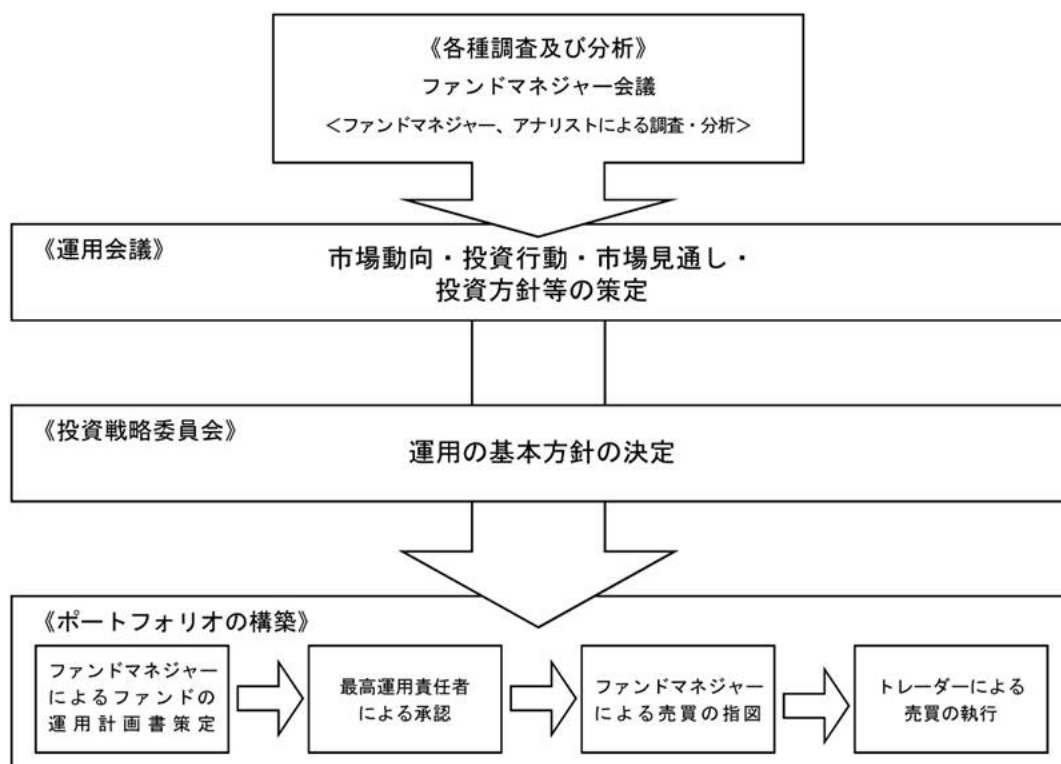 《各種調査及び分析》
ファンドマネジャー会議
＜ファンドマネジャー、アナリストによる調査・分析＞
《運用会議》
市場動向・投資行動・市場見通し・
投資方針等の策定
《投資戦略委員会》
運用の基本方針の決定
《ポートフォリオの構築》
ファンドマネジャー
によるファンドの
運用計画書策定
最高運用責任者
による承認
ファンドマネジャー
による売買の指図
トレーダーによる
売買の執行